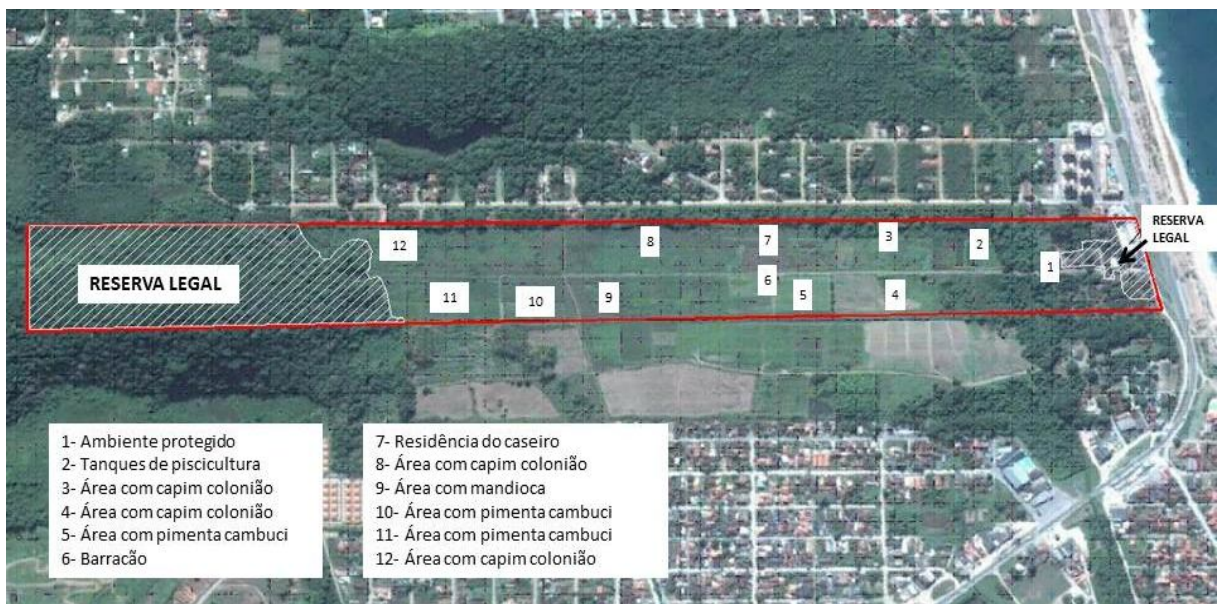 RESERVA
LEGAL
12
8
7
3
2
1
RESERVA LEGAL
11
10
9
6
5
4
1- Ambiente protegido
2- Tanques de piscicultura
3- Área com capim colonião
4- Área com capim colonião
5- Área com pimenta cambuci
6- Barracão
7- Residência do caseiro
8- Área com capim colonião
9- Área com mandioca
10- Área com pimenta cambuci
11- Área com pimenta cambuci
12- Área com capim colonião